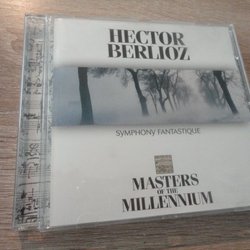 HECTOR
BERLIOZ
SYMPHONY FANTASTIQUE
MASTERS
OF THE
MILLENNIUM